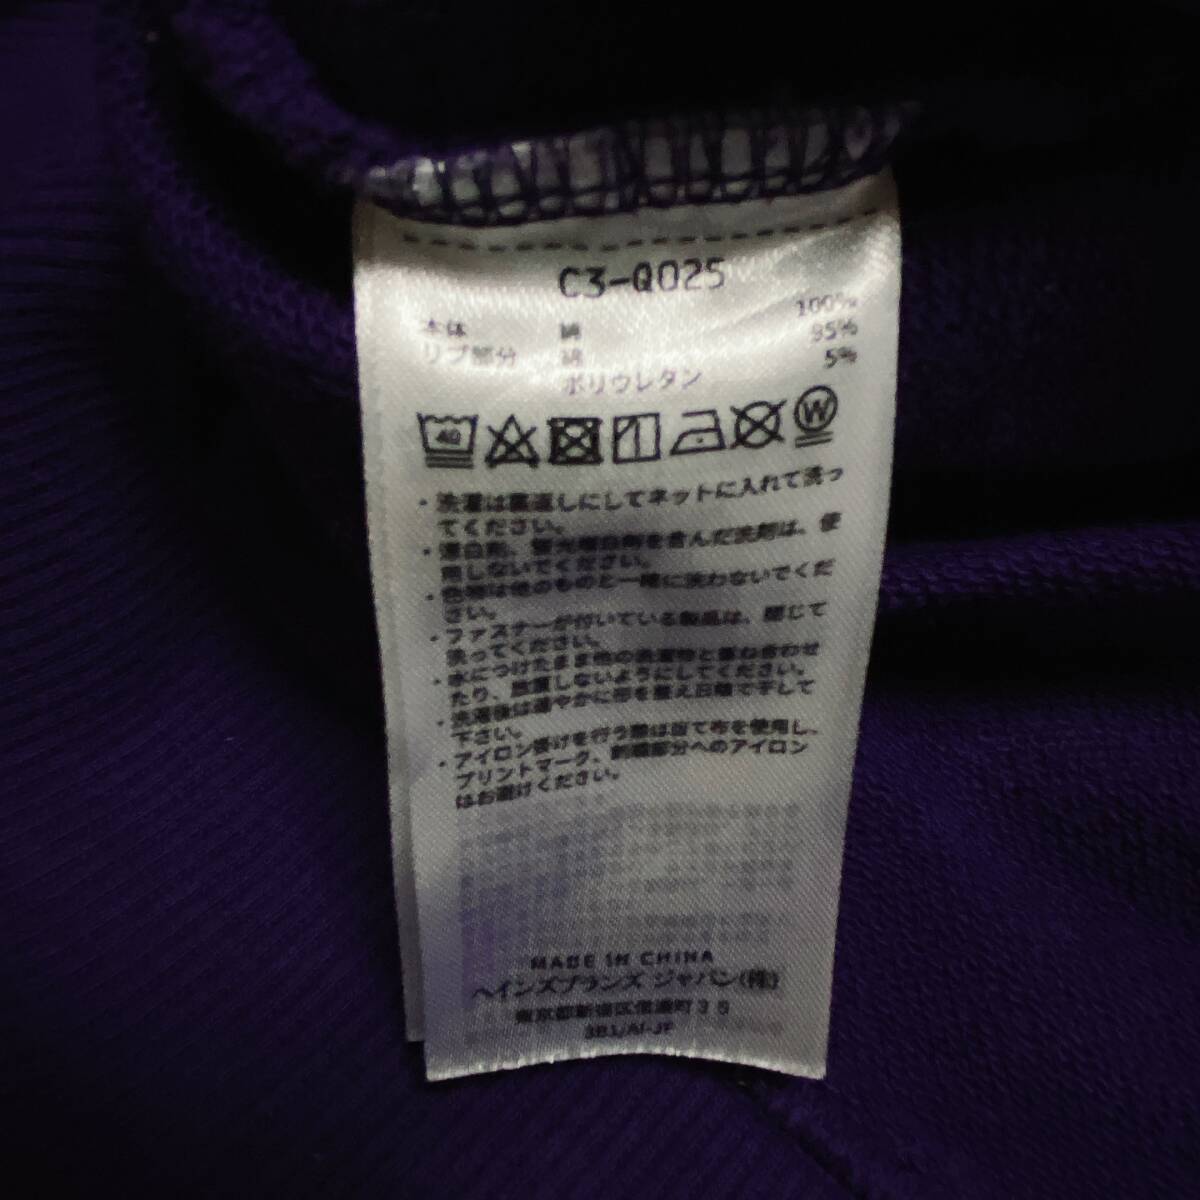 C3-Q025
本体 綿 100%
リブ部分 綿 95%
ポリウレタン 5%
40
W
・洗濯は裏返しにしてネットに入れて洗っ
てください。
・漂白剤、蛍光増白剤を含んだ洗剤は、使
用しないでください。
・色物は他のものと一緒に洗わないでくだ
さい。
・ファスナーが付いている製品は、閉じて
洗ってください。
・水につけたまま他の洗濯物と重ね合わせ
たり、放置しないようにしてください。
・洗濯後は速やかに形を整え日陰で干して
下さい。
・アイロン掛けを行う際は当て布を使用し、
プリントマーク、刺繍部分へのアイロン
はお避けください。
MADE IN CHINA
ヘインズブランズ ジャパン(株)
東京都新宿区信濃町35
3B1/AI-JP